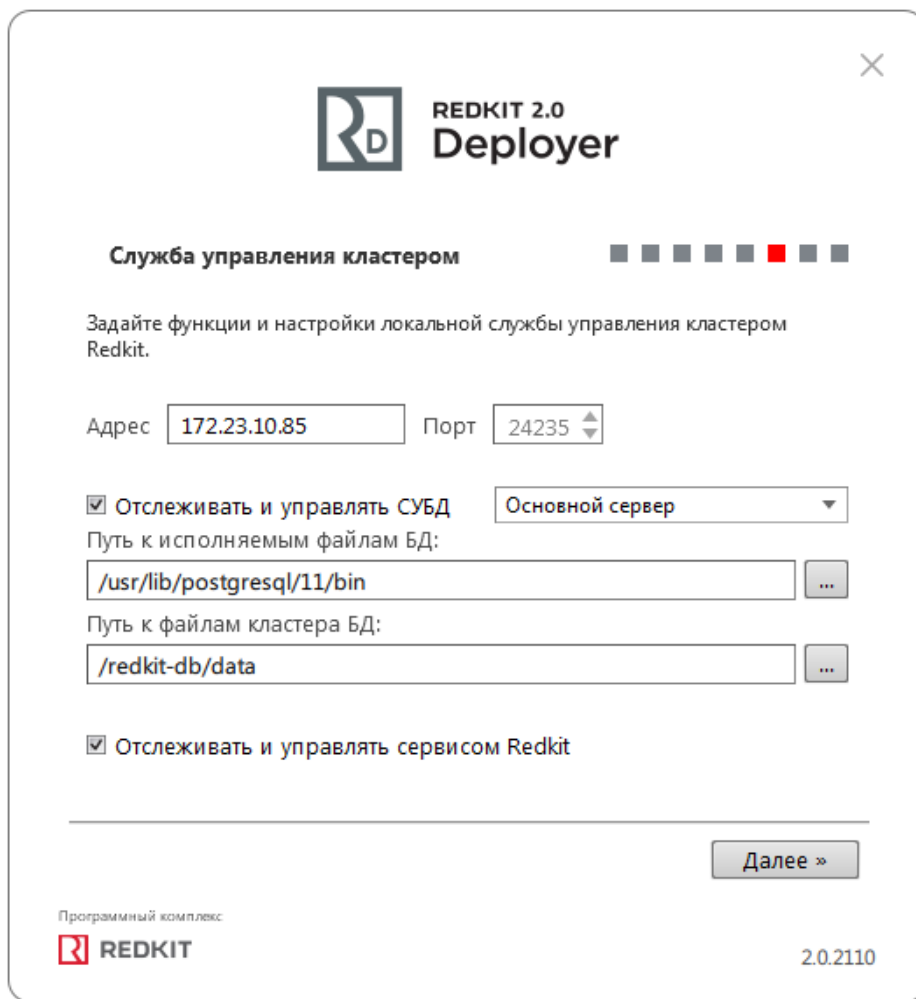 REDKIT 2.0
Deployer
Служба управления кластером
Задайте функции и настройки локальной службы управления кластером
Redkit.
Адрес 172.23.10.85 Порт 24235
Отслеживать и управлять СУБД Основной сервер
Путь к исполняемым файлам БД:
/usr/lib/postgresql/11/bin ...
Путь к файлам кластера БД:
/redkit-db/data ...
Отслеживать и управлять сервисом Redkit
Далее »
Программный комплекс
REDKIT
2.0.2110